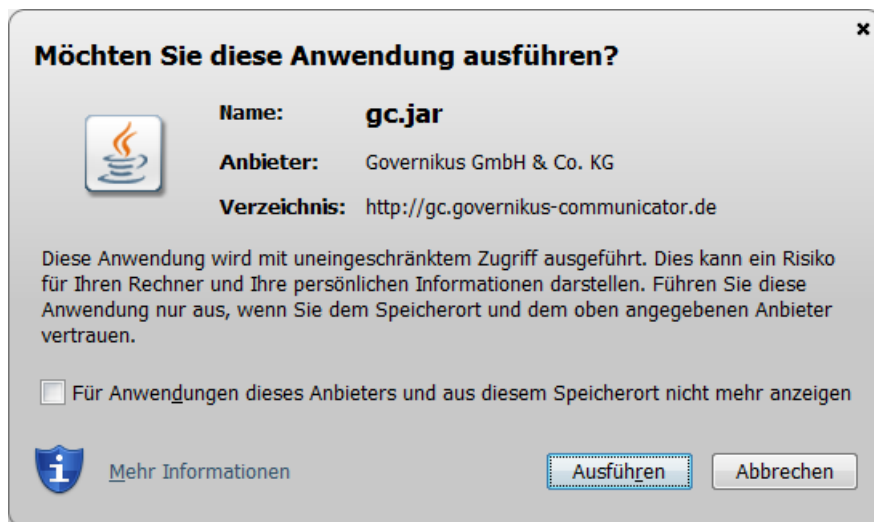 Möchten Sie diese Anwendung ausführen?
Name: gc.jar
Anbieter: Governikus GmbH & Co. KG
Verzeichnis: http://gc.governikus-communicator.de
Diese Anwendung wird mit uneingeschränktem Zugriff ausgeführt. Dies kann ein Risiko
für Ihren Rechner und Ihre persönlichen Informationen darstellen. Führen Sie diese
Anwendung nur aus, wenn Sie dem Speicherort und dem oben angegebenen Anbieter
vertrauen.
Für Anwendungen dieses Anbieters und aus diesem Speicherort nicht mehr anzeigen
Mehr Informationen Ausführen Abbrechen